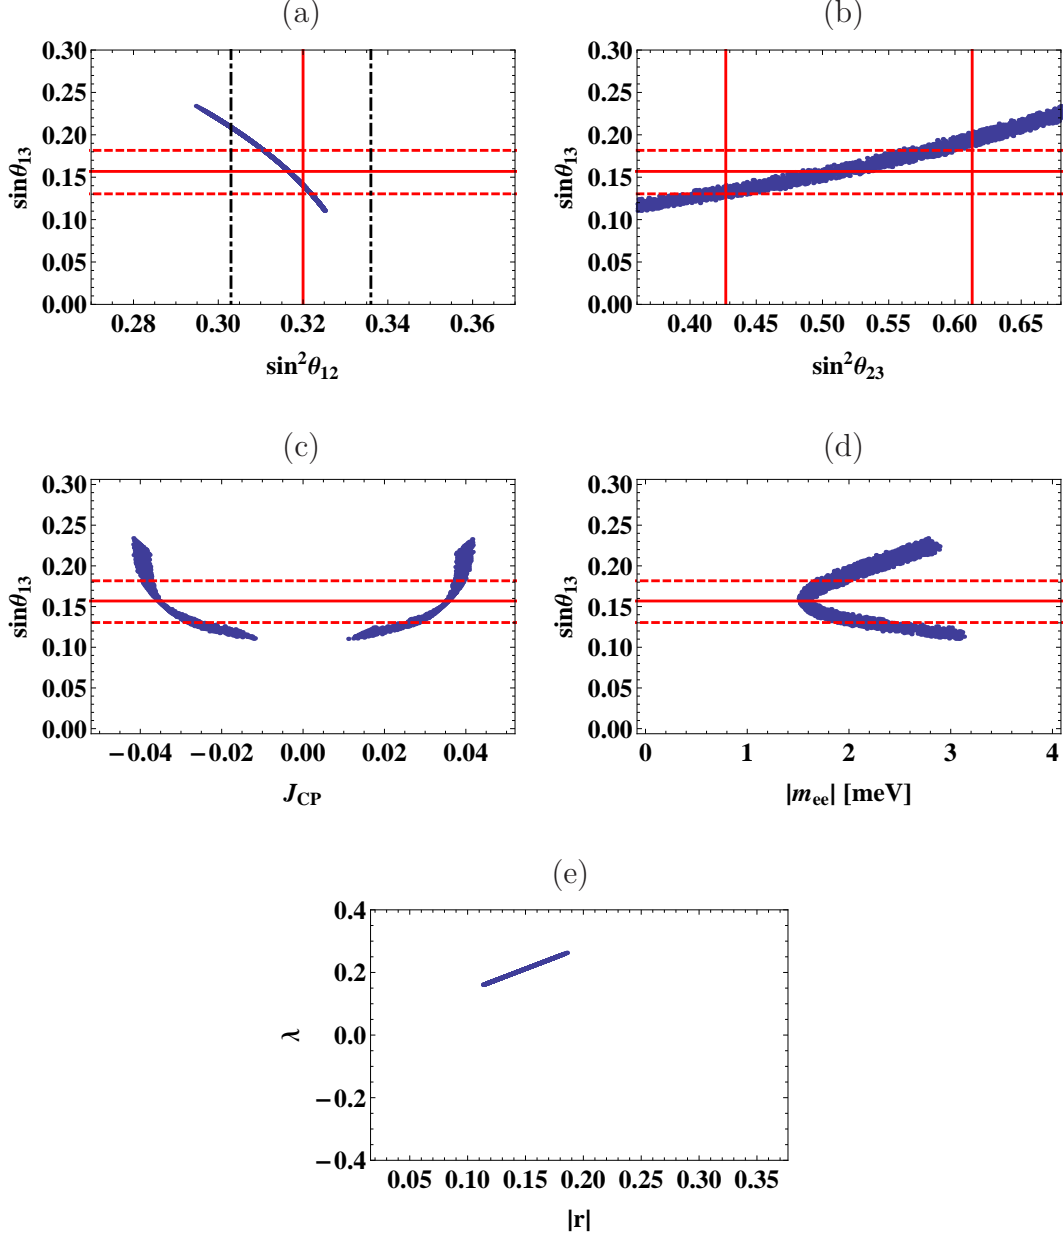 (a)
0.30
0.25
0.20
0.15
0.10
0.05
0.00
sinθ13
0.28 0.30 0.32 0.34 0.36
sin²θ12
(b)
0.30
0.25
0.20
0.15
0.10
0.05
0.00
sinθ13
0.40 0.45 0.50 0.55 0.60 0.65
sin²θ23
(c)
0.30
0.25
0.20
0.15
0.10
0.05
0.00
sinθ13
−0.04 −0.02 0.00 0.02 0.04
J_CP
(d)
0.30
0.25
0.20
0.15
0.10
0.05
0.00
sinθ13
0 1 2 3 4
|m_ee| [meV]
(e)
0.4
0.2
0.0
−0.2
−0.4
λ
0.05 0.10 0.15 0.20 0.25 0.30 0.35
|r|